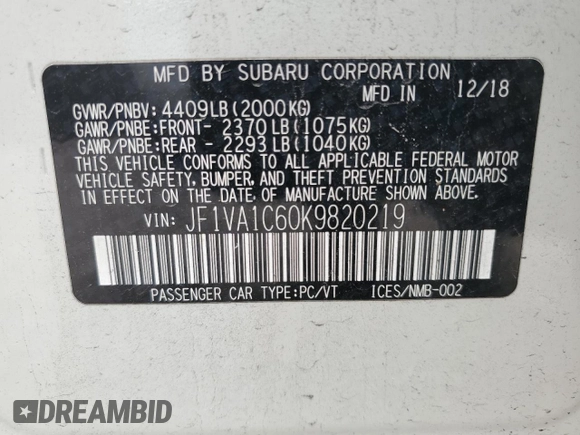 MFD BY SUBARU CORPORATION
MFD IN 12/18
GVWR/PNBV: 4409LB(2000KG)
GAWR/PNBE:FRONT- 2370LB(1075KG)
GAWR/PNBE:REAR - 2293LB(1040KG)
THIS VEHICLE CONFORMS TO ALL APPLICABLE FEDERAL MOTOR
VEHICLE SAFETY, BUMPER, AND THEFT PREVENTION STANDARDS
IN EFFECT ON THE DATE OF MANUFACTURE SHOWN ABOVE.
VIN: JF1VA1C60K9820219
PASSENGER CAR TYPE:PC/VT ICES/NMB-002
DREAMBID